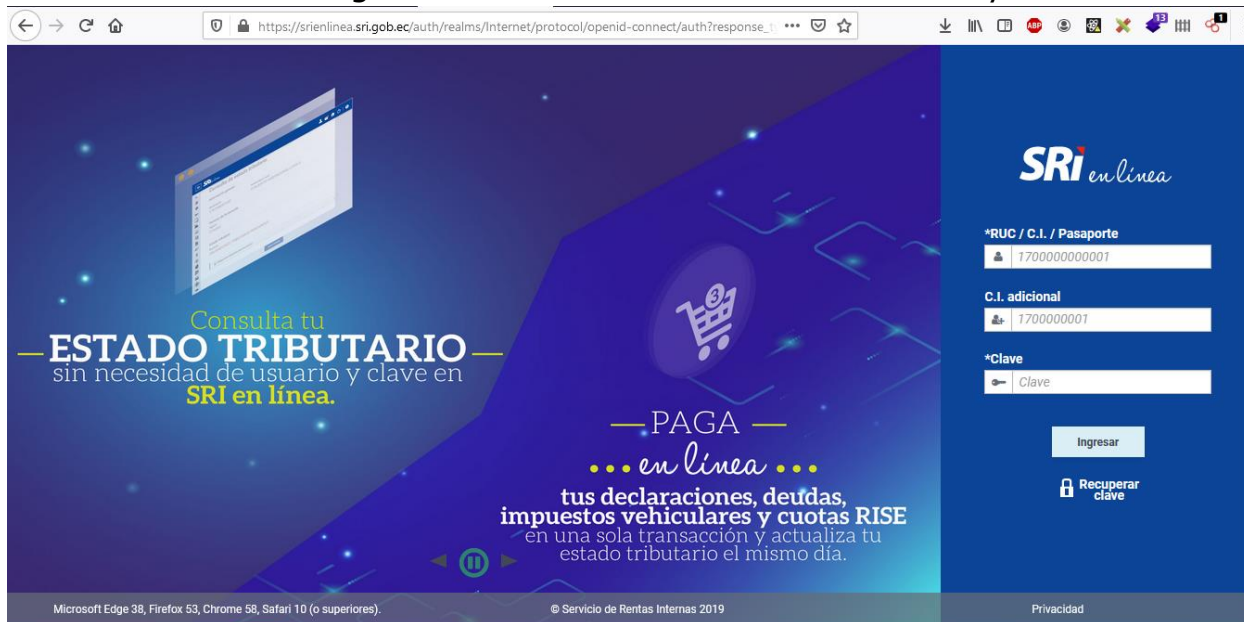 https://srienlinea.sri.gob.ec/auth/realms/Internet/protocol/openid-connect/auth?response_t
ABP
13
1
Consulta tu
ESTADO TRIBUTARIO
sin necesidad de usuario y clave en
SRI en línea.
3
PAGA
en línea
tus declaraciones, deudas,
impuestos vehiculares y cuotas RISE
en una sola transacción y actualiza tu
estado tributario el mismo día.
SRi en línea
*RUC / C.I. / Pasaporte
1700000000001
C.I. adicional
1700000001
*Clave
Clave
Ingresar
Recuperar
clave
Microsoft Edge 38, Firefox 53, Chrome 58, Safari 10 (o superiores).
© Servicio de Rentas Internas 2019
Privacidad